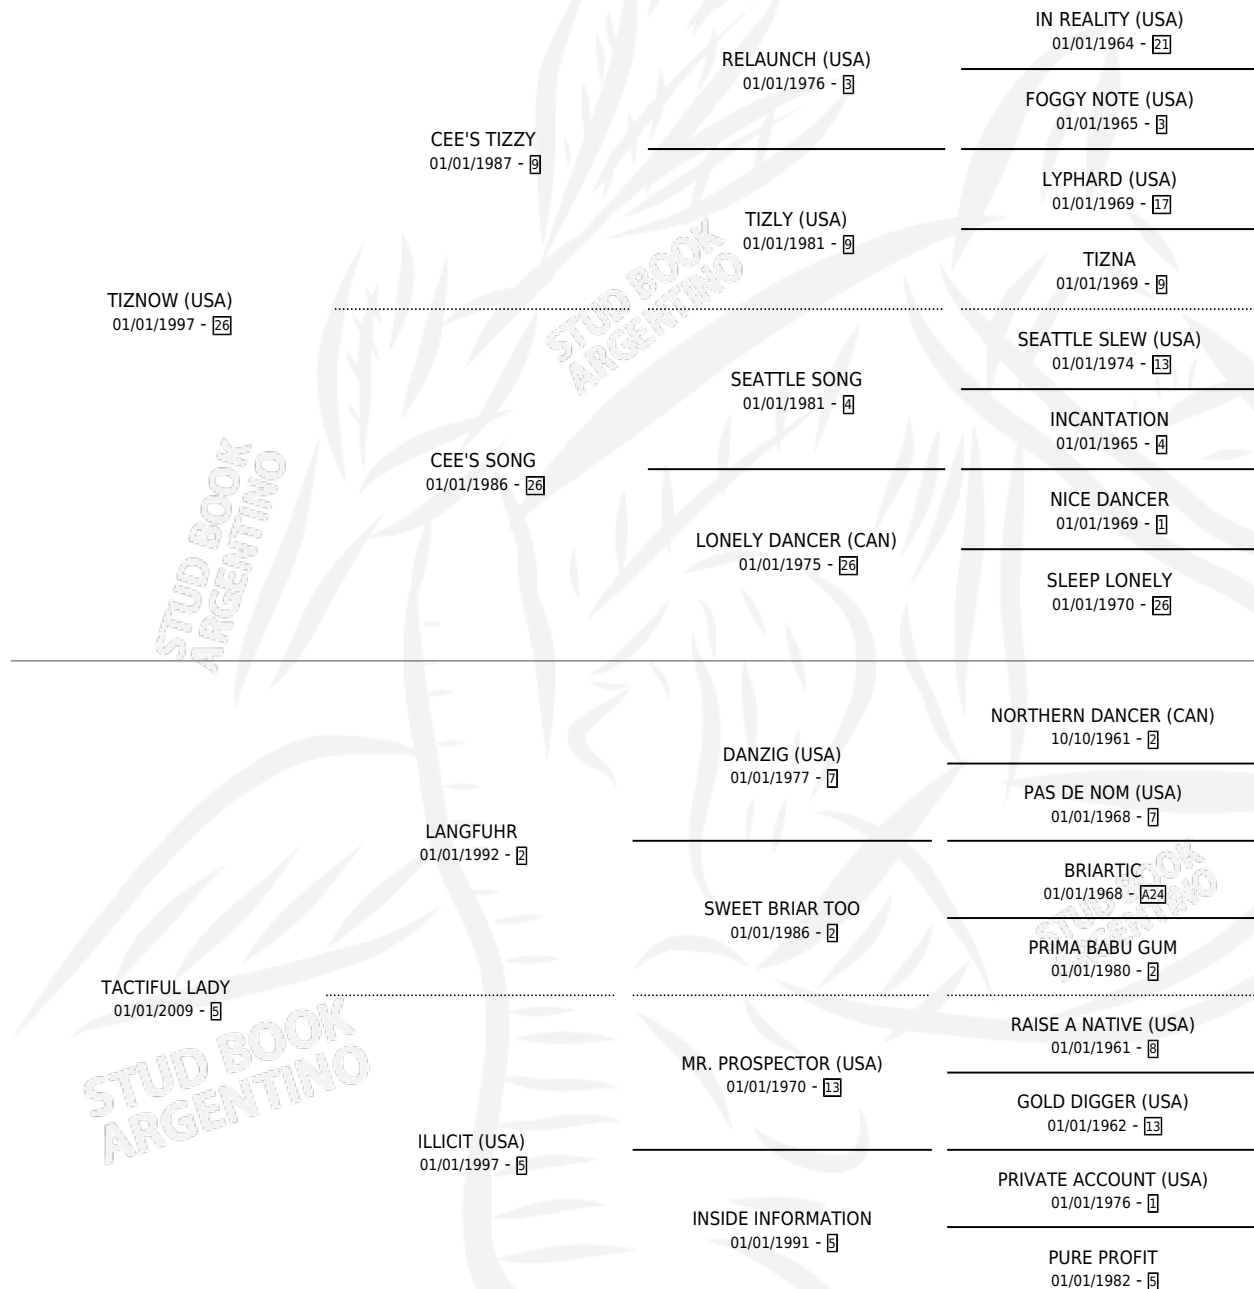 IN REALITY (USA)
01/01/1964 - 21
RELAUNCH (USA)
01/01/1976 - 3
FOGGY NOTE (USA)
01/01/1965 - 3
CEE'S TIZZY
01/01/1987 - 9
LYPHARD (USA)
01/01/1969 - 17
TIZLY (USA)
01/01/1981 - 9
TIZNA
01/01/1969 - 9
TIZNOW (USA)
01/01/1997 - 26
SEATTLE SLEW (USA)
01/01/1974 - 13
SEATTLE SONG
01/01/1981 - 4
INCANTATION
01/01/1965 - 4
CEE'S SONG
01/01/1986 - 26
NICE DANCER
01/01/1969 - 1
LONELY DANCER (CAN)
01/01/1975 - 26
SLEEP LONELY
01/01/1970 - 26
NORTHERN DANCER (CAN)
10/10/1961 - 2
DANZIG (USA)
01/01/1977 - 7
PAS DE NOM (USA)
01/01/1968 - 7
LANGFUHR
01/01/1992 - 2
BRIARTIC
01/01/1968 - A24
SWEET BRIAR TOO
01/01/1986 - 2
PRIMA BABU GUM
01/01/1980 - 2
TACTIFUL LADY
01/01/2009 - 5
RAISE A NATIVE (USA)
01/01/1961 - 8
MR. PROSPECTOR (USA)
01/01/1970 - 13
GOLD DIGGER (USA)
01/01/1962 - 13
ILLICIT (USA)
01/01/1997 - 5
PRIVATE ACCOUNT (USA)
01/01/1976 - 1
INSIDE INFORMATION
01/01/1991 - 5
PURE PROFIT
01/01/1982 - 5
STUD BOOK
ARGENTINO
STUD BOOK
ARGENTINO
STUD BOOK
ARGENTINO
STUD BOOK
ARGENTINO